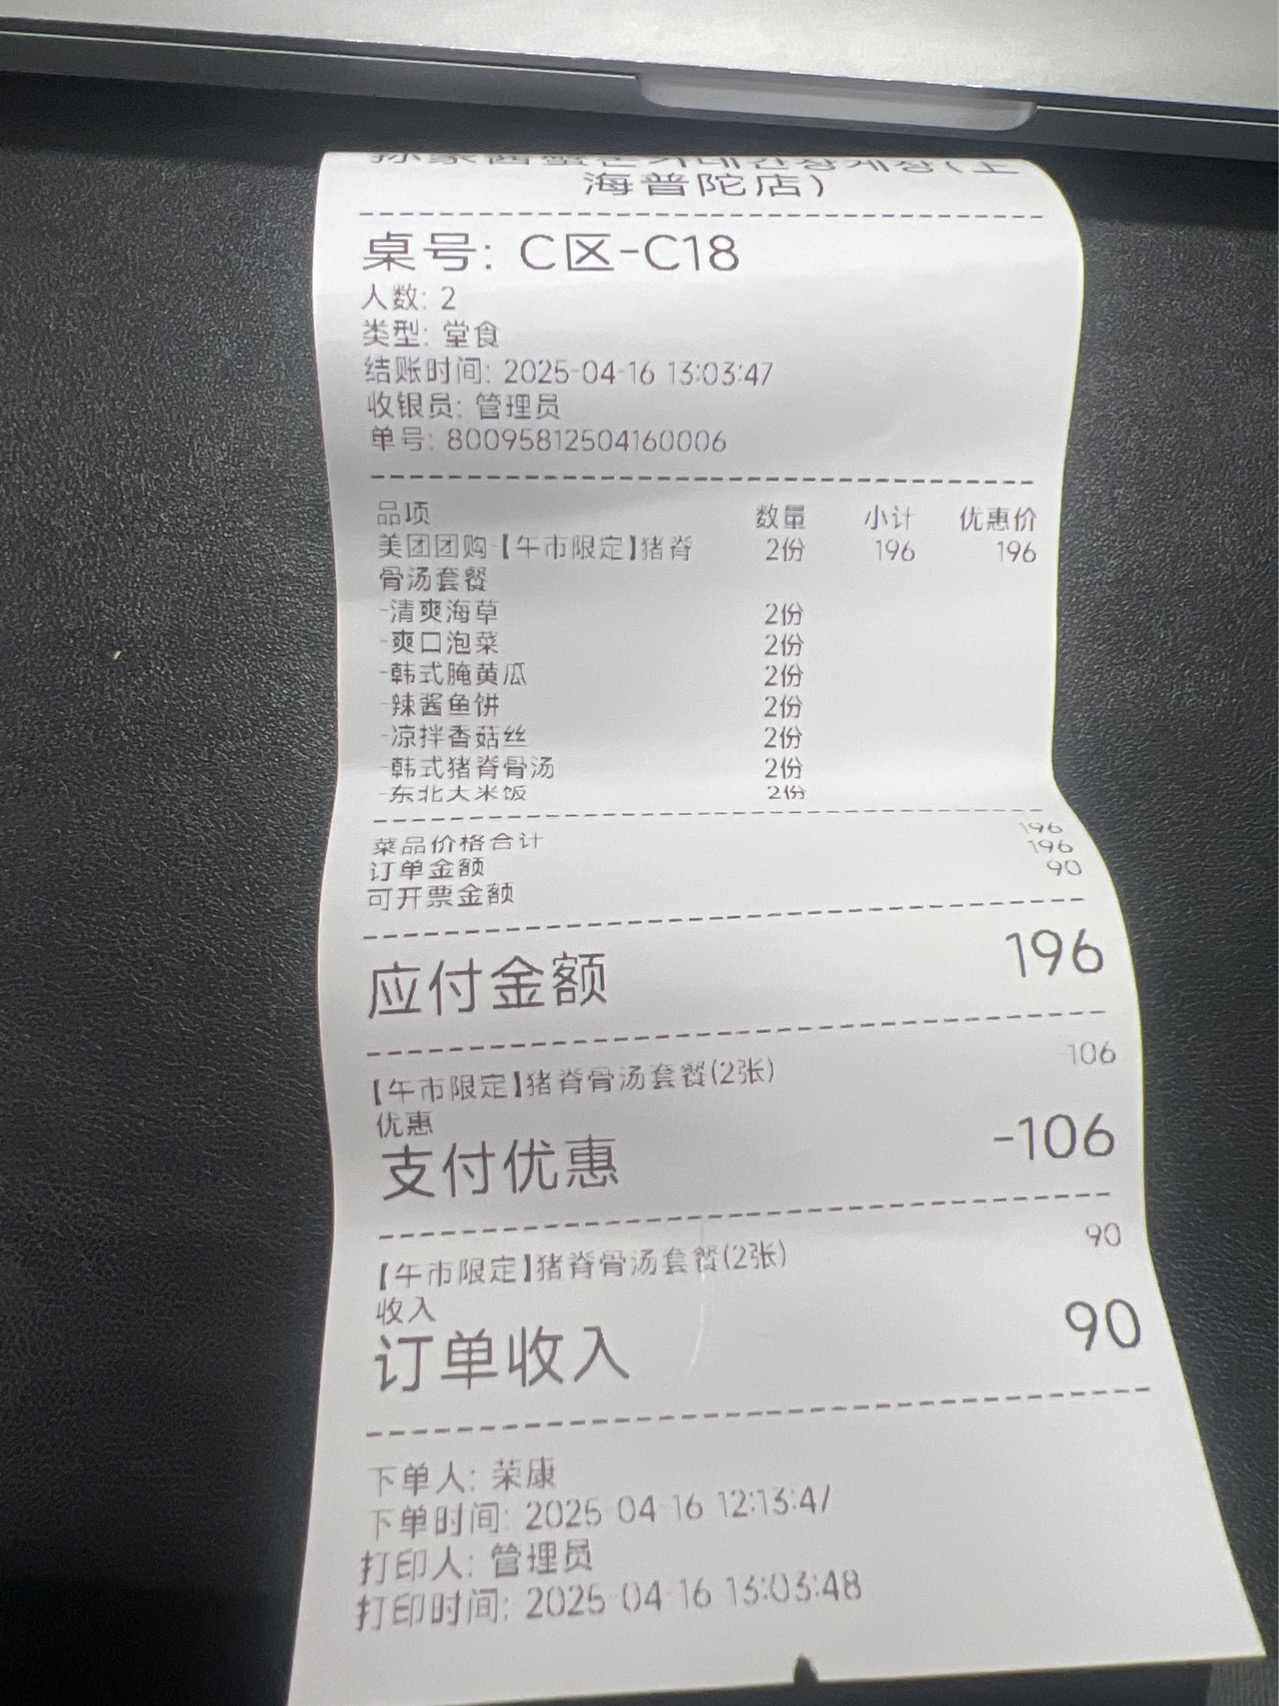 海普陀店)
桌号: C区-C18
人数: 2
类型: 堂食
结账时间: 2025-04-16 13:03:47
收银员: 管理员
单号: 80095812504160006
品项 数量 小计 优惠价
美团团购-【午市限定】猪脊 2份 196 196
骨汤套餐
-清爽海草 2份
-爽口泡菜 2份
-韩式腌黄瓜 2份
-辣酱鱼饼 2份
-凉拌香菇丝 2份
-韩式猪脊骨汤 2份
-东北大米饭 2份
菜品价格合计 196
订单金额 196
可开票金额 90
应付金额 196
【午市限定】猪脊骨汤套餐(2张) 106
优惠
支付优惠 -106
【午市限定】猪脊骨汤套餐(2张) 90
收入
订单收入 90
下单人: 荣康
下单时间: 2025-04-16 12:13:47
打印人: 管理员
打印时间: 2025-04-16 13:03:48